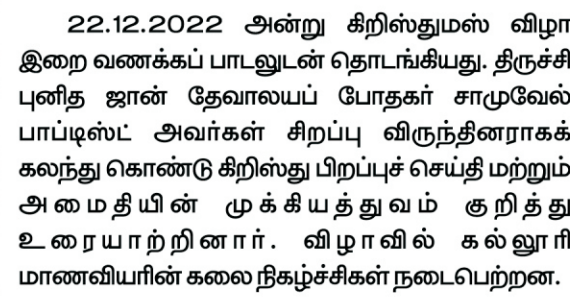 22.12.2022 அன்று கிறிஸ்துமஸ் விழா
இறை வணக்கப் பாடலுடன் தொடங்கியது. திருச்சி
புனித ஜான் தேவாலயப் போதகர் சாமுவேல்
பாப்டிஸ்ட் அவர்கள் சிறப்பு விருந்தினராகக்
கலந்து கொண்டு கிறிஸ்து பிறப்புச் செய்தி மற்றும்
அமைதியின் முக்கியத்துவம் குறித்து
உரையாற்றினார். விழாவில் கல்லூரி
மாணவியரின் கலை நிகழ்ச்சிகள் நடைபெற்றன.